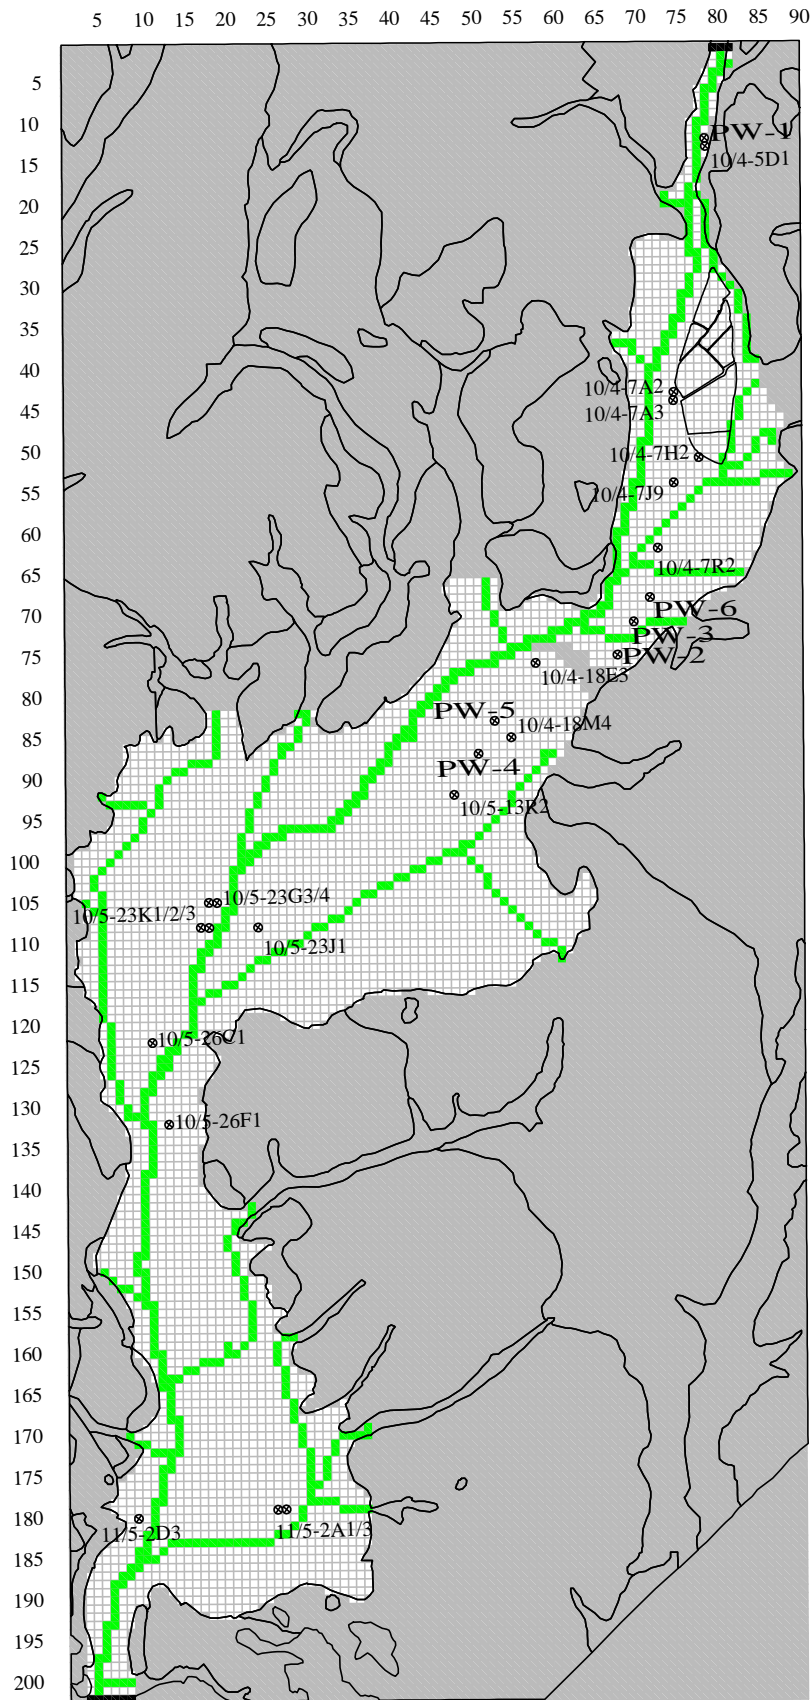 5 10 15 20 25 30 35 40 45 50 55 60 65 70 75 80 85 90
5
10
PW-1
15
10/4-5D1
20
25
30
35
40
10/4-7A2
45
10/4-7A3
50
10/4-7H2
55
10/4-7J9
60
65
10/4-7R2
70
PW-6
PW-3
75
PW-2
10/4-18E3
80
PW-5
10/4-18M4
85
PW-4
90
10/5-13R2
95
100
105
10/5-23G3/4
10/5-23K1/2/3
110
10/5-23J1
115
120
10/5-26C1
125
130
10/5-26F1
135
140
145
150
155
160
165
170
175
180
11/5-2D3
11/5-2A1/3
185
190
195
200